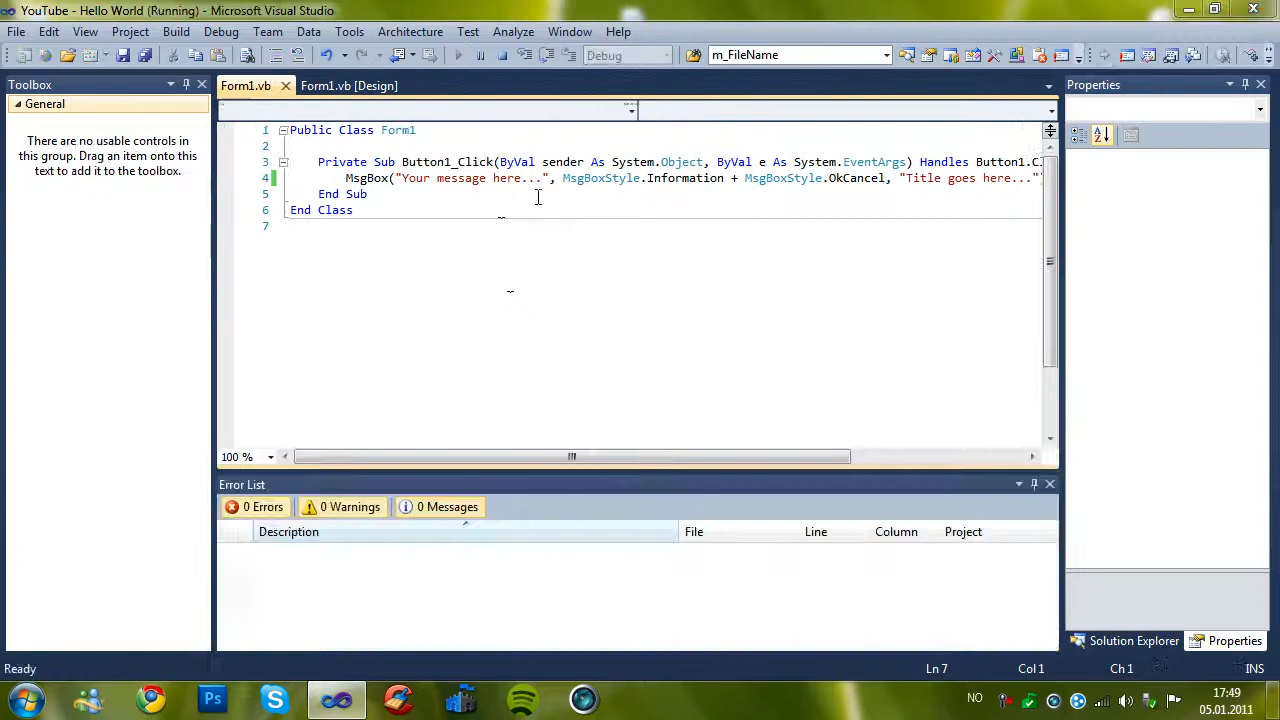 YouTube - Hello World (Running) - Microsoft Visual Studio
File Edit View Project Build Debug Team Data Tools Architecture Test Analyze Window Help
Debug m_FileName
Toolbox
General
There are no usable controls in
this group. Drag an item onto this
text to add it to the toolbox.
Form1.vb Form1.vb [Design]
1 Public Class Form1
2
3 Private Sub Button1_Click(ByVal sender As System.Object, ByVal e As System.EventArgs) Handles Button1.Cl
4 MsgBox("Your message here...", MsgBoxStyle.Information + MsgBoxStyle.OkCancel, "Title goes here...")
5 End Sub
6 End Class
7
100 %
Properties
Error List
0 Errors 0 Warnings 0 Messages
Description File Line Column Project
Solution Explorer Properties
Ready Ln 7 Col 1 Ch 1 INS
Ps
NO
17:49
05.01.2011